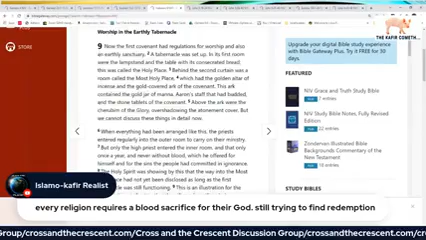 THE KAFIR COMETH...
STORE
Worship in the Earthly Tabernacle
9 Now the first covenant had regulations for worship and also
an earthly sanctuary. 2 A tabernacle was set up. In its first room
were the lampstand and the table with its consecrated bread;
this was called the Holy Place. 3 Behind the second curtain was a
room called the Most Holy Place, 4 which had the golden altar of
incense and the gold-covered ark of the covenant. This ark
contained the gold jar of manna, Aaron's staff that had budded,
and the stone tablets of the covenant. 5 Above the ark were
the cherubim of the Glory, overshadowing the atonement cover. But
we cannot discuss these things in detail now.
6 When everything had been arranged like this, the priests
entered regularly into the outer room to carry on their ministry.
7 But only the high priest entered the inner room, and that only
once a year, and never without blood, which he offered for
himself and for the sins the people had committed in ignorance.
The Holy Spirit was showing by this that the way into the Most
Place had not yet been disclosed as long as the first
was still functioning. 9 This is an illustration for the
Upgrade your digital Bible study experience
with Bible Gateway Plus. Try it FREE for 30
days.
FEATURED
NIV Grace and Truth Study Bible
entries
NIV Study Bible Notes, Fully Revised
Edition
entries
Zondervan Illustrated Bible
Backgrounds Commentary of the
New Testament
entries
STUDY BIBLES
Islamo-kafir Realist
every religion requires a blood sacrifice for their God. still trying to find redemption
Group/crossandthecrescent.com/Cross and the Crescent Discussion Group/crossandthecrescent.com/C